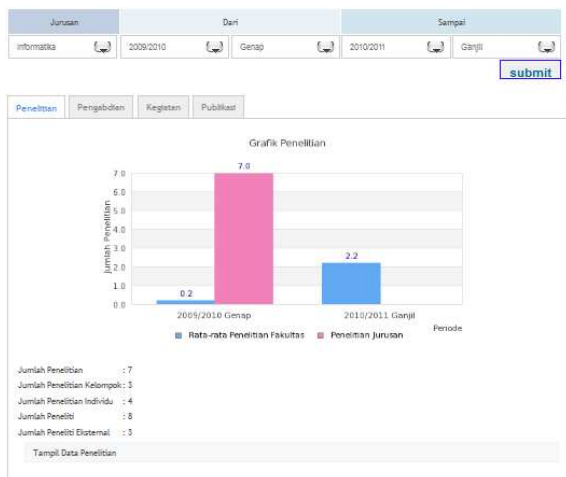 Jurusan Dari Sampai
Informatika 2009/2010 Genap 2010/2011 Ganjil
submit
Penelitian Pengabdian Kegiatan Publikasi
Grafik Penelitian
7.0
7.0
6.0
5.0
4.0
3.0
2.0
1.0
0.0
Jumlah Penelitian
0.2
2.2
2009/2010 Genap 2010/2011 Ganjil
Periode
Rata-rata Penelitian Fakultas Penelitian Jurusan
Jumlah Penelitian : 7
Jumlah Penelitian Kelompok : 3
Jumlah Penelitian Individu : 4
Jumlah Peneliti : 8
Jumlah Peneliti Eksternal : 3
Tampil Data Penelitian